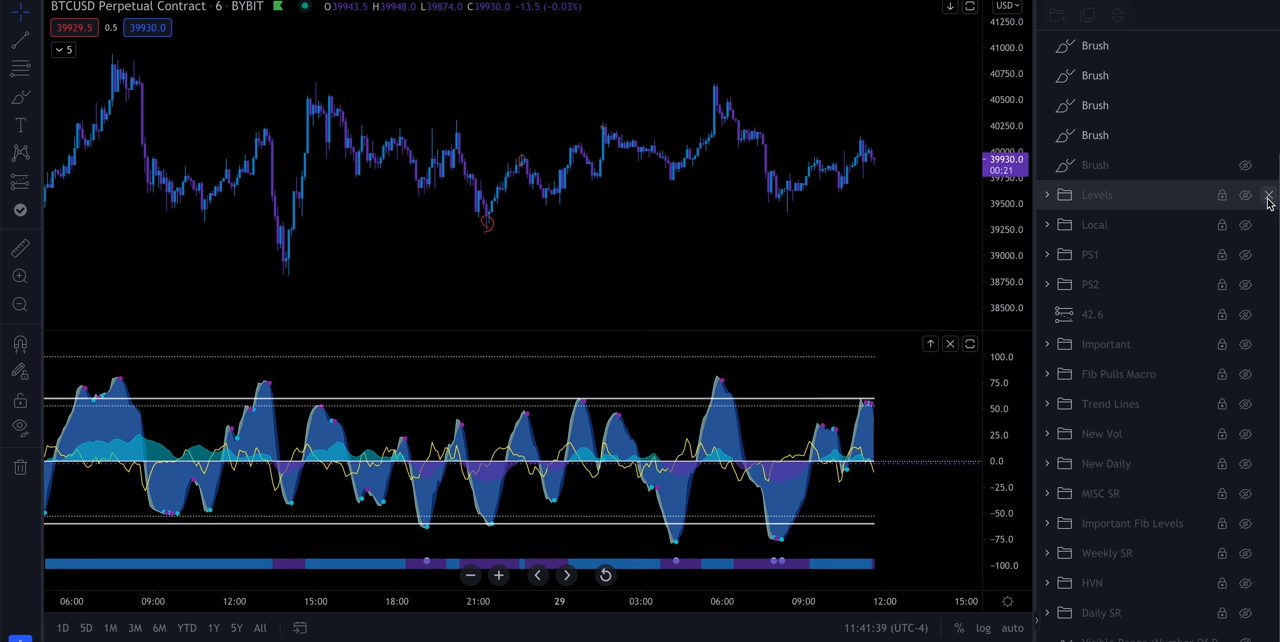 BTCUSD Perpetual Contract · 6 · BYBIT O39943.5 H39948.0 L39874.0 C39930.0 −13.5 (−0.03%)
39929.5 0.5 39930.0
5
USD
41250.0
41000.0
40750.0
40500.0
40250.0
40000.0
39930.0
00:21
39750.0
39500.0
39250.0
39000.0
38750.0
38500.0
100.0
75.0
50.0
25.0
0.0
−25.0
−50.0
−75.0
−100.0
06:00 09:00 12:00 15:00 18:00 21:00 29 03:00 06:00 09:00 12:00 15:00
1D 5D 1M 3M 6M YTD 1Y 5Y All 11:41:39 (UTC-4) % log auto
Brush
Brush
Brush
Brush
Brush
Levels
Local
PS1
PS2
42.6
Important
Fib Pulls Macro
Trend Lines
New Vol
New Daily
MISC SR
Important Fib Levels
Weekly SR
HVN
Daily SR